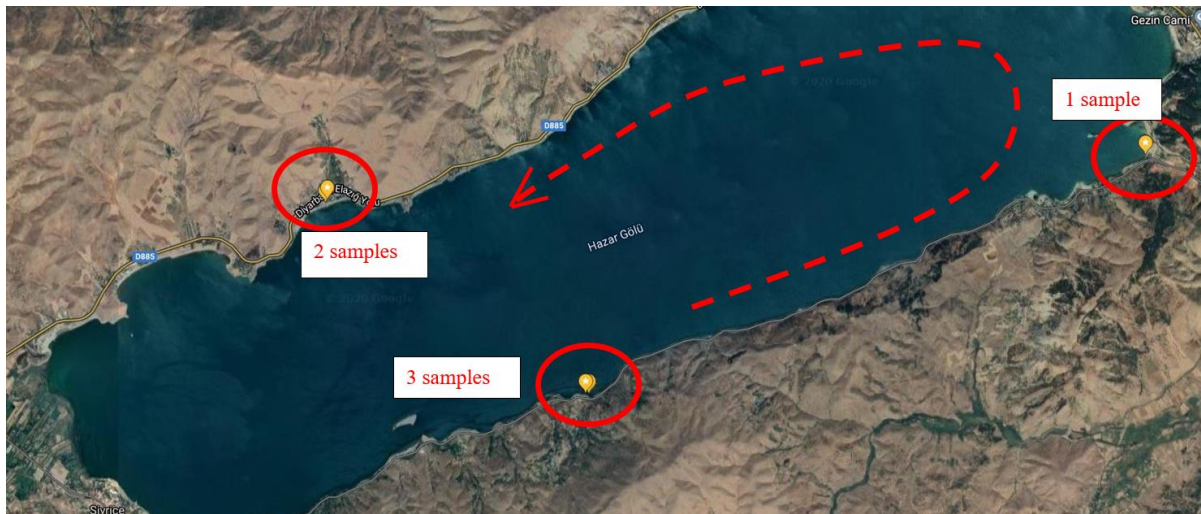 Gezin Cami
© 2020 Google
1 sample
D885
Elazığ Yolu
Diyarb
Hazar Gölü
2 samples
D885
© 2020 Google
3 samples
Sivrice